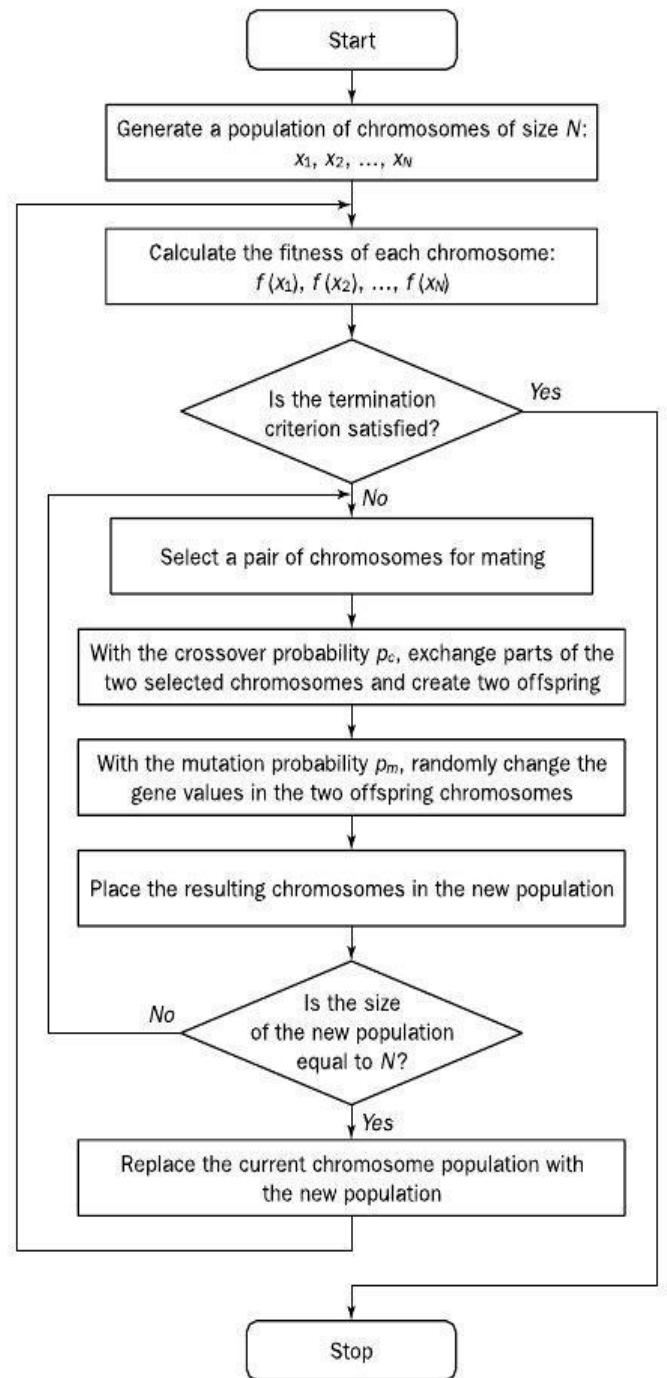 Start
Generate a population of chromosomes of size N:
x₁, x₂, ..., x_N
Calculate the fitness of each chromosome:
f (x₁), f (x₂), ..., f (x_N)
Is the termination
criterion satisfied?
Yes
No
Select a pair of chromosomes for mating
With the crossover probability p_c, exchange parts of the
two selected chromosomes and create two offspring
With the mutation probability p_m, randomly change the
gene values in the two offspring chromosomes
Place the resulting chromosomes in the new population
No
Is the size
of the new population
equal to N?
Yes
Replace the current chromosome population with
the new population
Stop